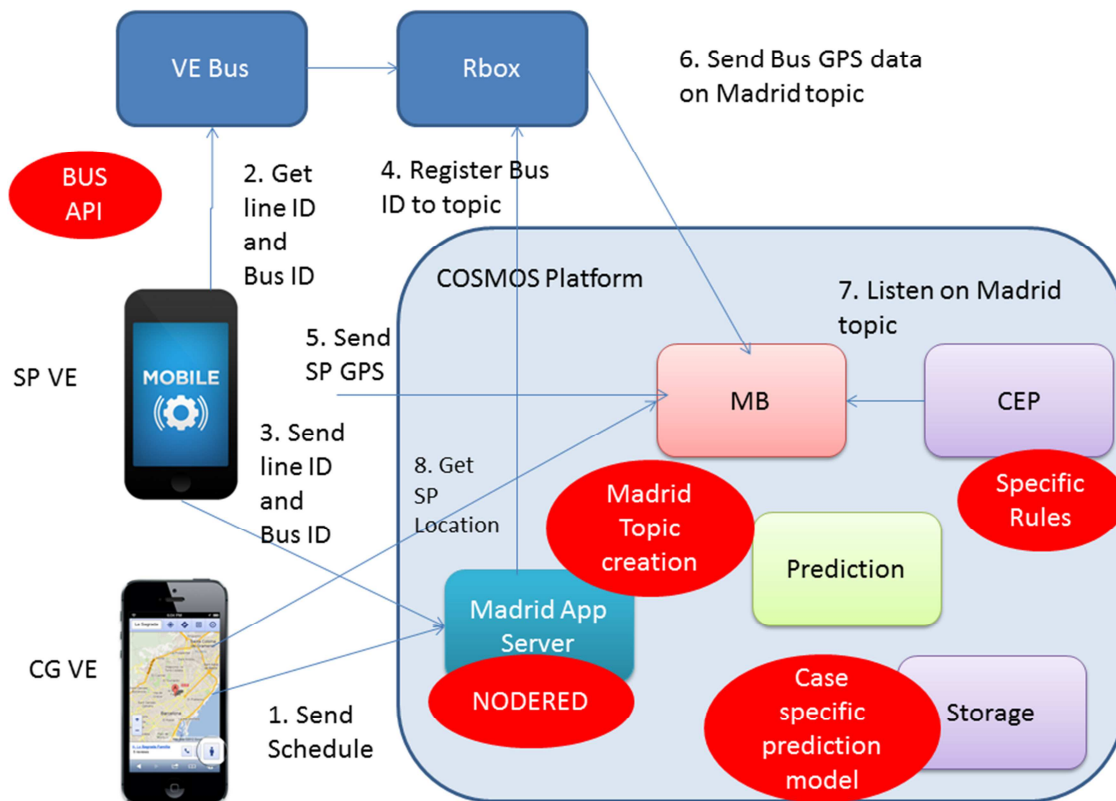 VE Bus
Rbox
6. Send Bus GPS data
on Madrid topic
BUS
API
2. Get
line ID
and
Bus ID
4. Register Bus
ID to topic
COSMOS Platform
7. Listen on Madrid
topic
SP VE
MOBILE
5. Send
SP GPS
MB
CEP
3. Send
line ID
and
Bus ID
8. Get
SP
Location
Madrid
Topic
creation
Specific
Rules
Prediction
Madrid App
Server
NODERED
CG VE
1. Send
Schedule
Case
specific
prediction
model
Storage
Barcelona